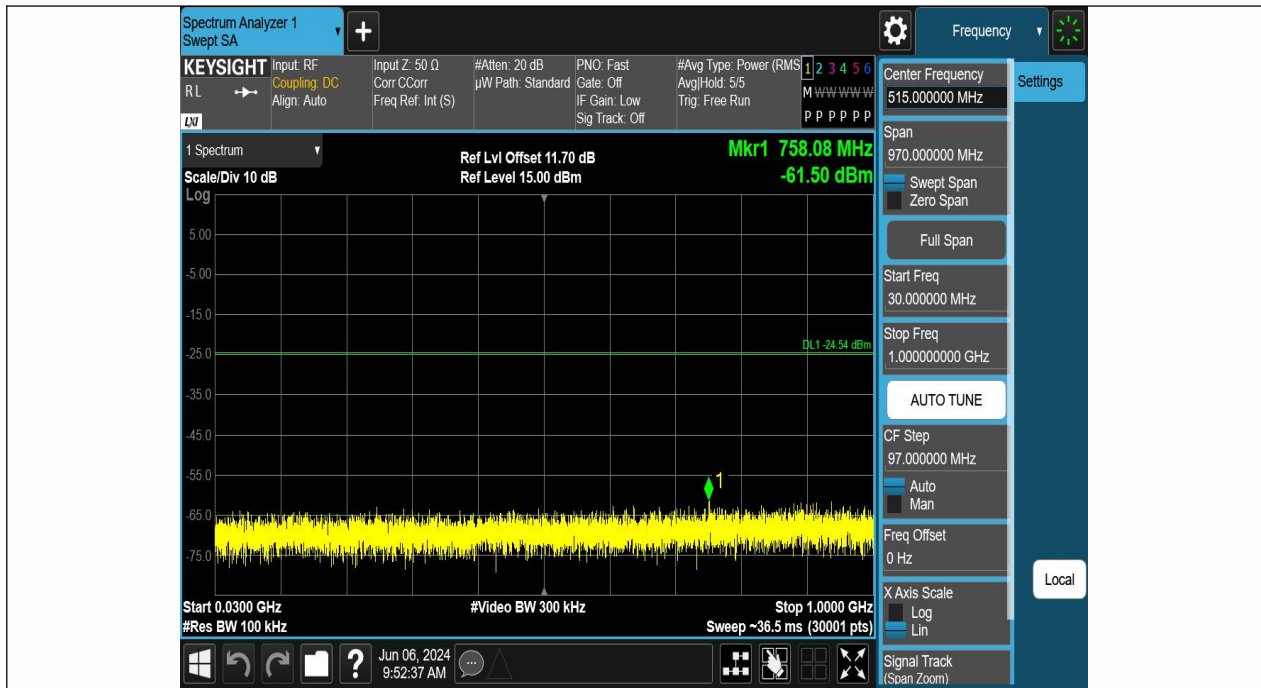 Spectrum Analyzer 1
Swept SA
+
Frequency
KEYSIGHT
R L
LXI
Input: RF
Coupling: DC
Align: Auto
Input Z: 50 Ω
Corr CCorr
Freq Ref: Int (S)
#Atten: 20 dB
µW Path: Standard
PNO: Fast
Gate: Off
IF Gain: Low
Sig Track: Off
#Avg Type: Power (RMS
Avg|Hold: 5/5
Trig: Free Run
1 2 3 4 5 6
M W W W W W
P P P P P P
1 Spectrum
Scale/Div 10 dB
Log
Ref Lvl Offset 11.70 dB
Ref Level 15.00 dBm
Mkr1 758.08 MHz
-61.50 dBm
5.00
-5.00
-15.0
DL1 -24.54 dBm
-25.0
-35.0
-45.0
-55.0
1
-65.0
-75.0
Start 0.0300 GHz
#Video BW 300 kHz
Stop 1.0000 GHz
#Res BW 100 kHz
Sweep ~36.5 ms (30001 pts)
?
Jun 06, 2024
9:52:37 AM
Center Frequency
515.000000 MHz
Settings
Span
970.000000 MHz
Swept Span
Zero Span
Full Span
Start Freq
30.000000 MHz
Stop Freq
1.000000000 GHz
AUTO TUNE
CF Step
97.000000 MHz
Auto
Man
Freq Offset
0 Hz
Local
X Axis Scale
Log
Lin
Signal Track
(Span Zoom)